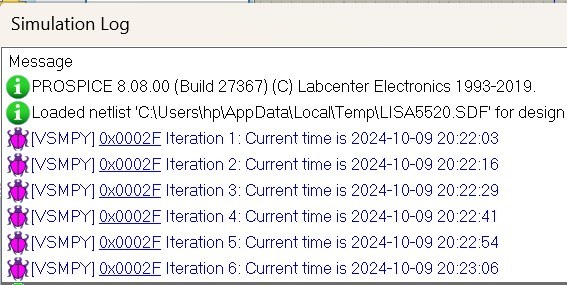 Simulation Log
Message
PROSPICE 8.08.00 (Build 27367) (C) Labcenter Electronics 1993-2019.
Loaded netlist 'C:\Users\hp\AppData\Local\Temp\LISA5520.SDF' for design
[VSMPY] 0x0002F Iteration 1: Current time is 2024-10-09 20:22:03
[VSMPY] 0x0002F Iteration 2: Current time is 2024-10-09 20:22:16
[VSMPY] 0x0002F Iteration 3: Current time is 2024-10-09 20:22:29
[VSMPY] 0x0002F Iteration 4: Current time is 2024-10-09 20:22:41
[VSMPY] 0x0002F Iteration 5: Current time is 2024-10-09 20:22:54
[VSMPY] 0x0002F Iteration 6: Current time is 2024-10-09 20:23:06